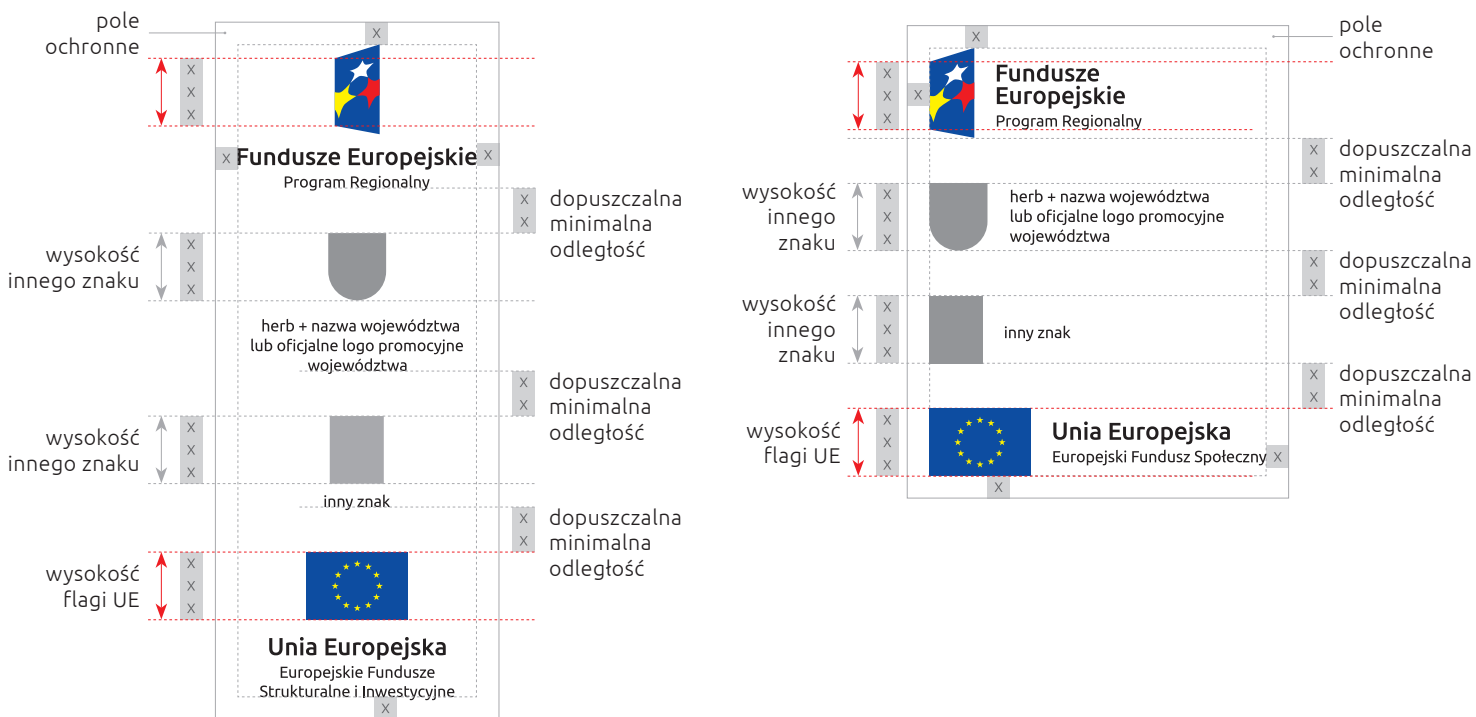 pole
ochronne
X
X
X
X
X
X
Fundusze Europejskie
Program Regionalny
X
X
X
dopuszczalna
minimalna
odległość
wysokość
innego znaku
X
X
X
herb + nazwa województwa
lub oficjalne logo promocyjne
województwa
X
X
dopuszczalna
minimalna
odległość
wysokość
innego znaku
X
X
X
inny znak
X
X
dopuszczalna
minimalna
odległość
wysokość
flagi UE
X
X
X
Unia Europejska
Europejskie Fundusze
Strukturalne i Inwestycyjne
X
pole
ochronne
X
X
X
X
X
Fundusze
Europejskie
Program Regionalny
X
X
dopuszczalna
minimalna
odległość
wysokość
innego
znaku
X
X
X
herb + nazwa województwa
lub oficjalne logo promocyjne
województwa
X
X
dopuszczalna
minimalna
odległość
wysokość
innego
znaku
X
X
X
inny znak
X
X
dopuszczalna
minimalna
odległość
wysokość
flagi UE
X
X
X
Unia Europejska
Europejski Fundusz Społeczny
X
X